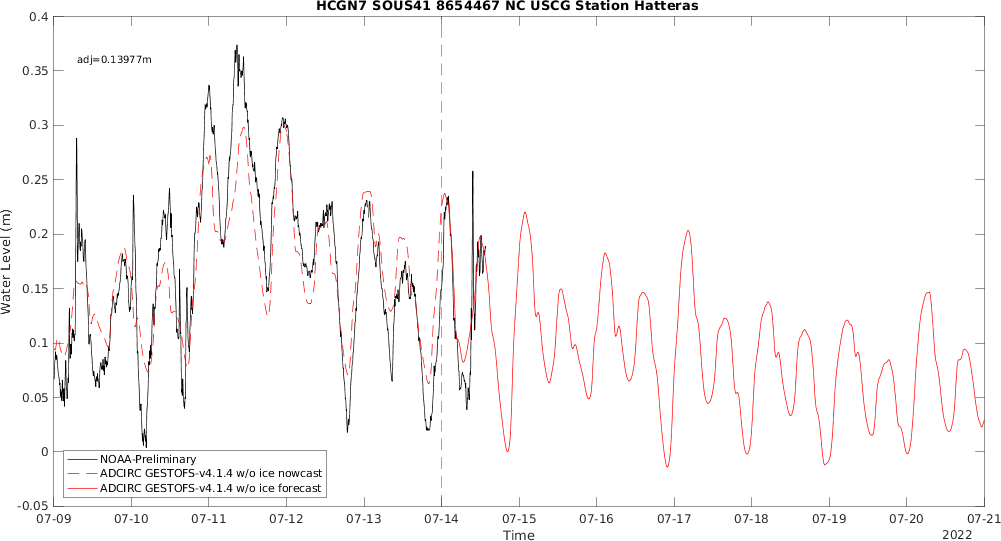 HCGN7 SOUS41 8654467 NC USCG Station Hatteras
0.4
adj=0.13977m
0.35
0.3
0.25
0.2
0.15
0.1
0.05
0
-0.05
Water Level (m)
NOAA-Preliminary
ADCIRC GESTOFS-v4.1.4 w/o ice nowcast
ADCIRC GESTOFS-v4.1.4 w/o ice forecast
07-09 07-10 07-11 07-12 07-13 07-14 07-15 07-16 07-17 07-18 07-19 07-20 07-21
Time
2022